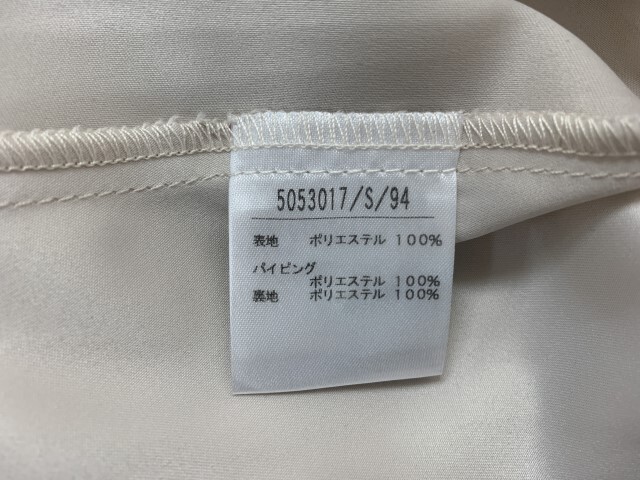 5053017/S/94
表地 ポリエステル 100%
パイピング
ポリエステル 100%
裏地 ポリエステル 100%